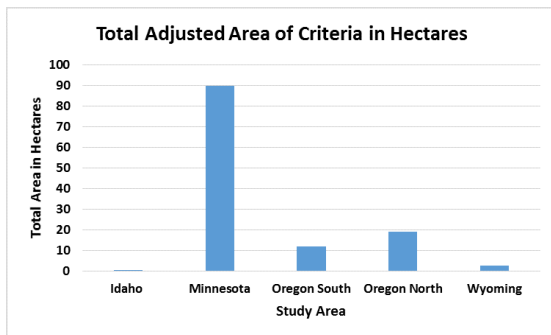 Total Adjusted Area of Criteria in Hectares
100
90
80
70
60
50
40
30
20
10
0
Total Area in Hectares
Idaho Minnesota Oregon South Oregon North Wyoming
Study Area